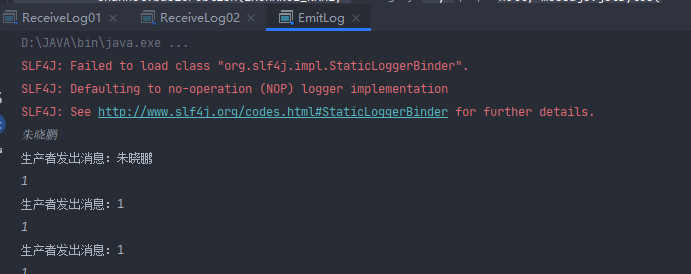 ReceiveLog01 ReceiveLog02 EmitLog
D:\JAVA\bin\java.exe ...
SLF4J: Failed to load class "org.slf4j.impl.StaticLoggerBinder".
SLF4J: Defaulting to no-operation (NOP) logger implementation
SLF4J: See http://www.slf4j.org/codes.html#StaticLoggerBinder for further details.
朱晓鹏
生产者发出消息：朱晓鹏
1
生产者发出消息：1
1
生产者发出消息：1
1